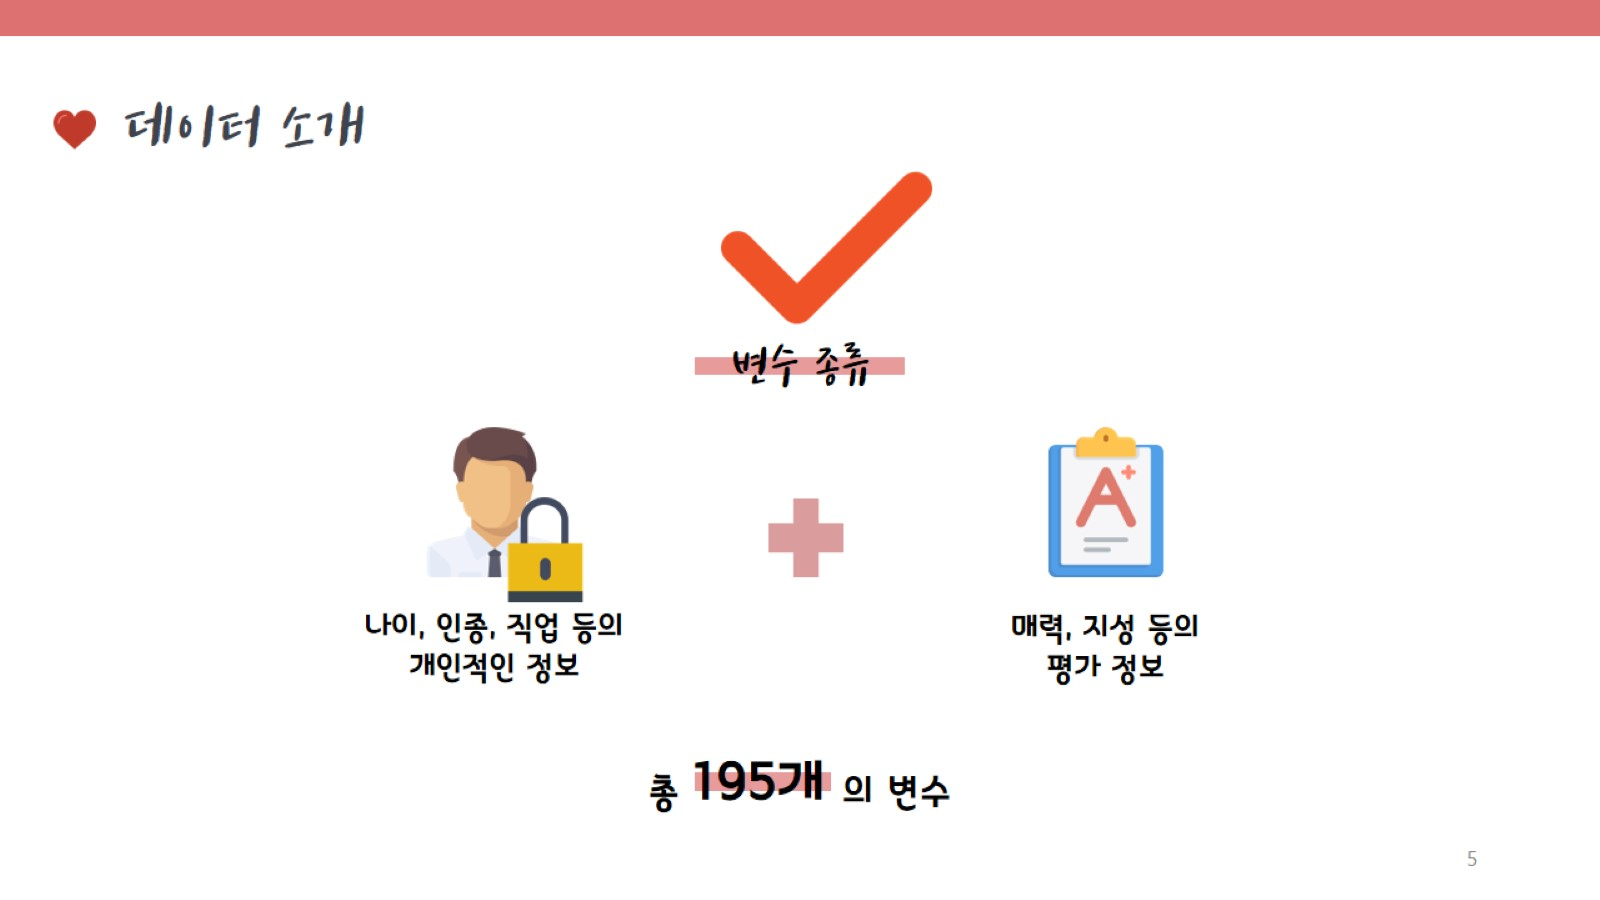 데이터 소개
변수 종류
A+
나이, 인종, 직업 등의
개인적인 정보
매력, 지성 등의
평가 정보
총 195개 의 변수
5